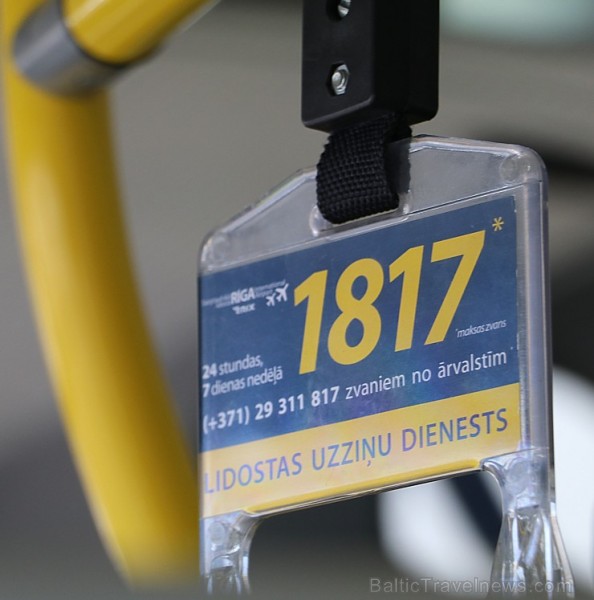 RĪGA
1817*
*maksas zvans
24 stundas,
7 dienas nedēļā
(+371) 29 311 817 zvaniem no ārvalstīm
LIDOSTAS UZZIŅU DIENESTS
BalticTravelnews.com